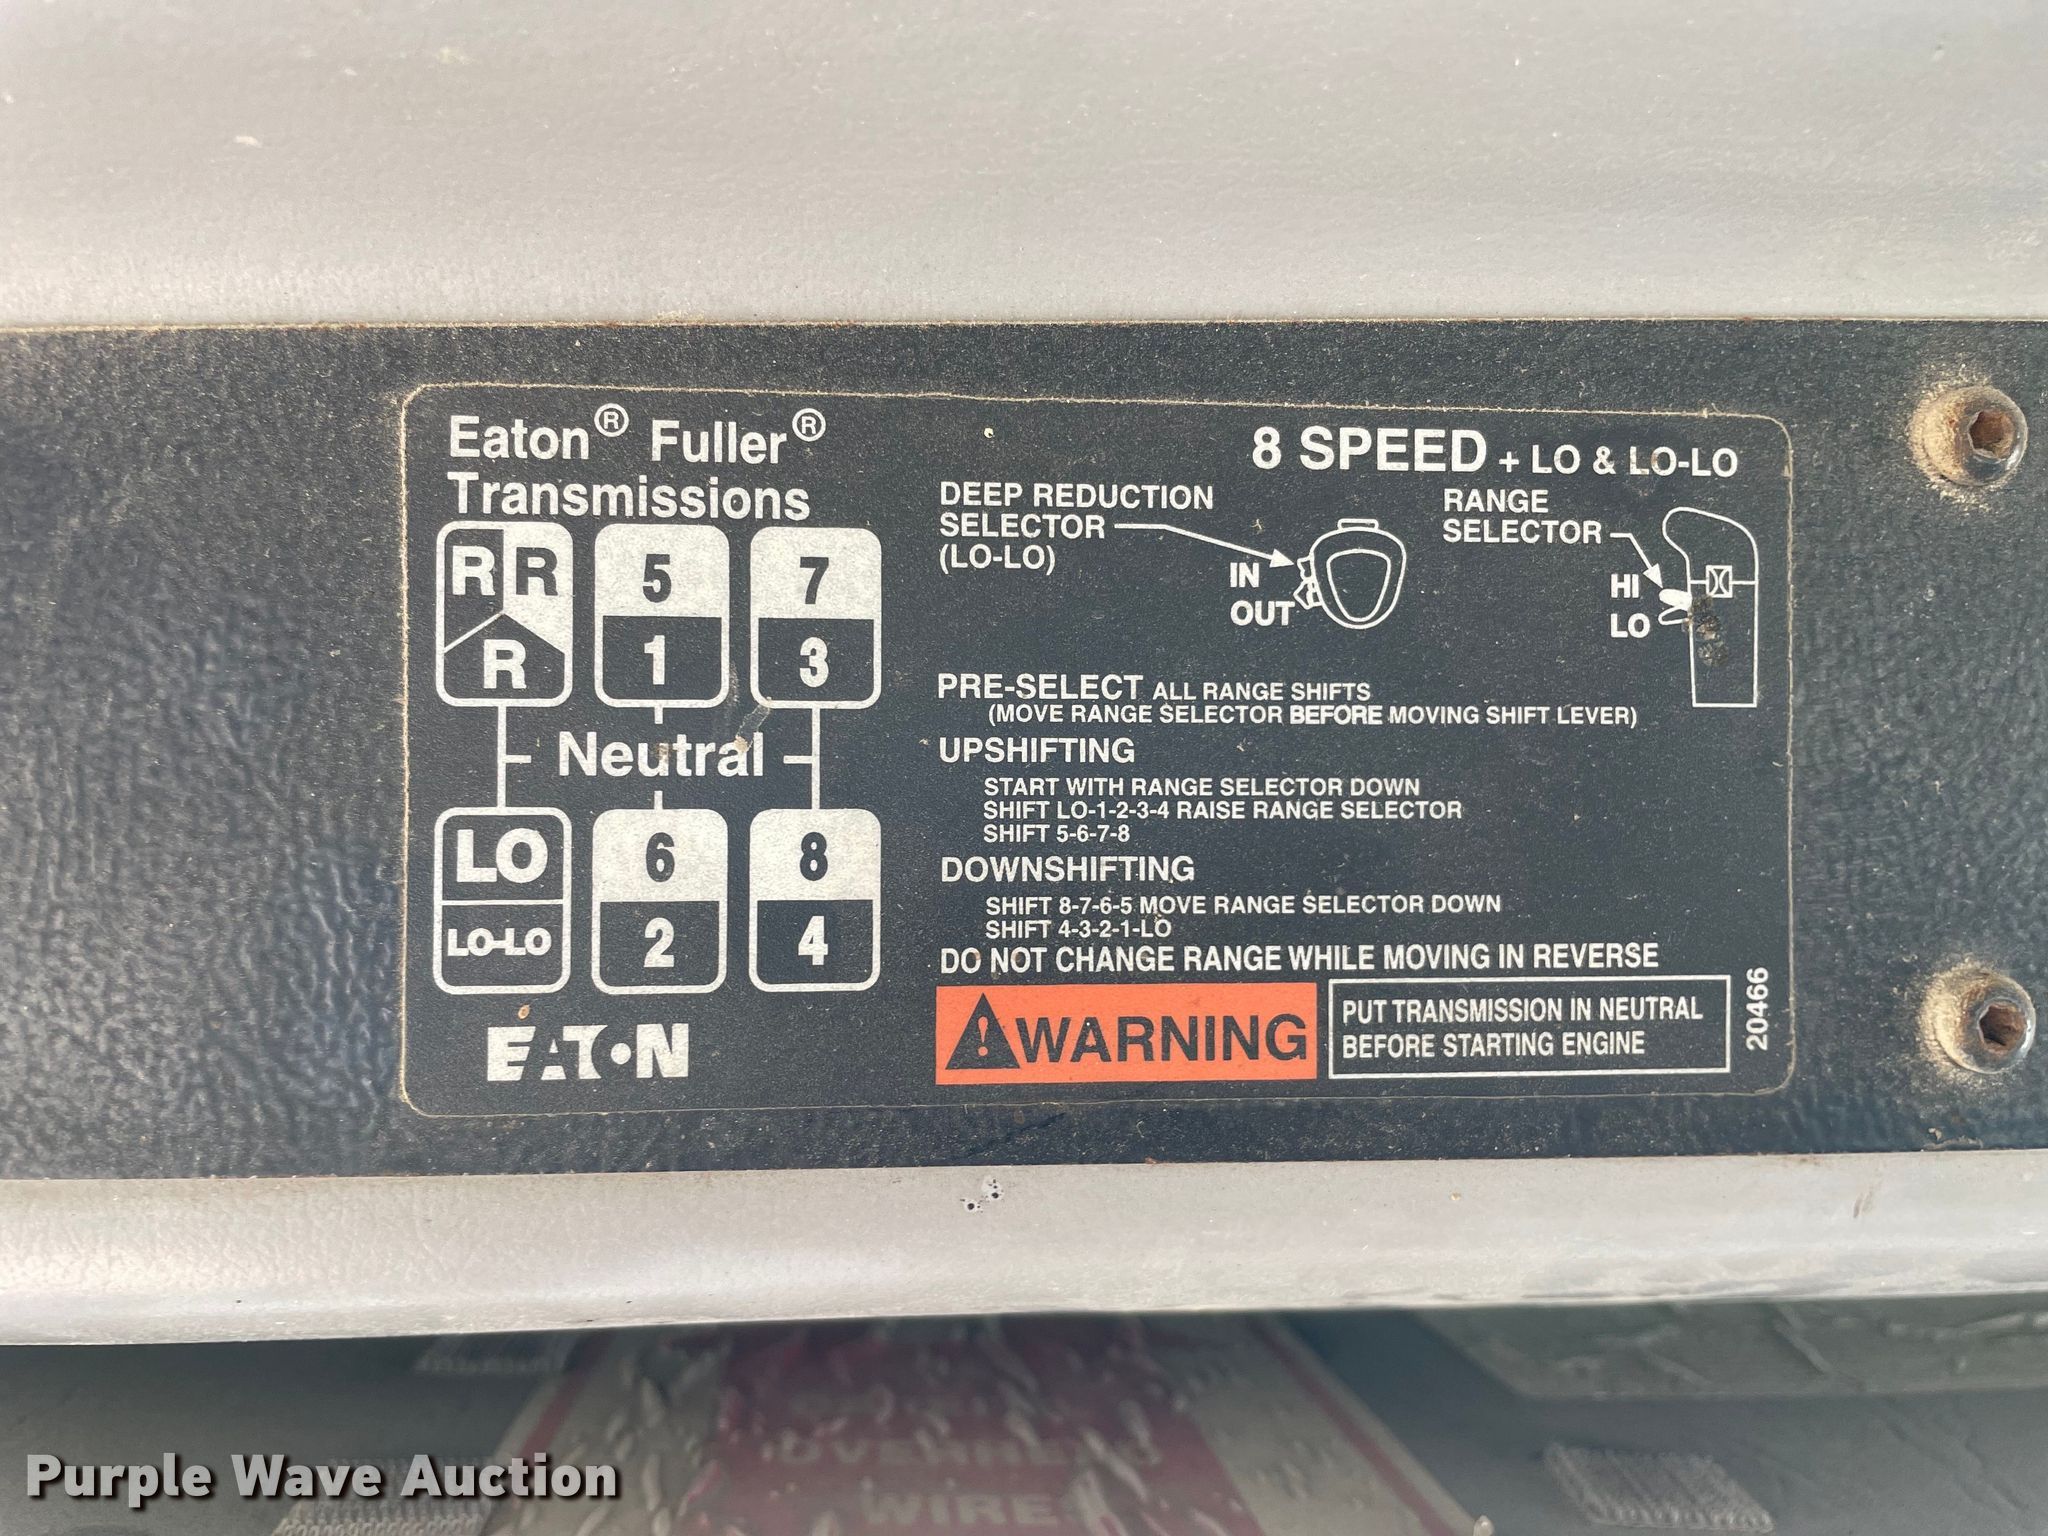 Eaton® Fuller®
Transmissions
R R
R
5
1
7
3
Neutral
LO
LO-LO
6
2
8
4
EATON
8 SPEED + LO & LO-LO
DEEP REDUCTION
SELECTOR
(LO-LO)
IN
OUT
RANGE
SELECTOR
HI
LO
PRE-SELECT ALL RANGE SHIFTS
(MOVE RANGE SELECTOR BEFORE MOVING SHIFT LEVER)
UPSHIFTING
START WITH RANGE SELECTOR DOWN
SHIFT LO-1-2-3-4 RAISE RANGE SELECTOR
SHIFT 5-6-7-8
DOWNSHIFTING
SHIFT 8-7-6-5 MOVE RANGE SELECTOR DOWN
SHIFT 4-3-2-1-LO
DO NOT CHANGE RANGE WHILE MOVING IN REVERSE
WARNING
PUT TRANSMISSION IN NEUTRAL
BEFORE STARTING ENGINE
20466
OVERHEAD
WIRE
Purple Wave Auction